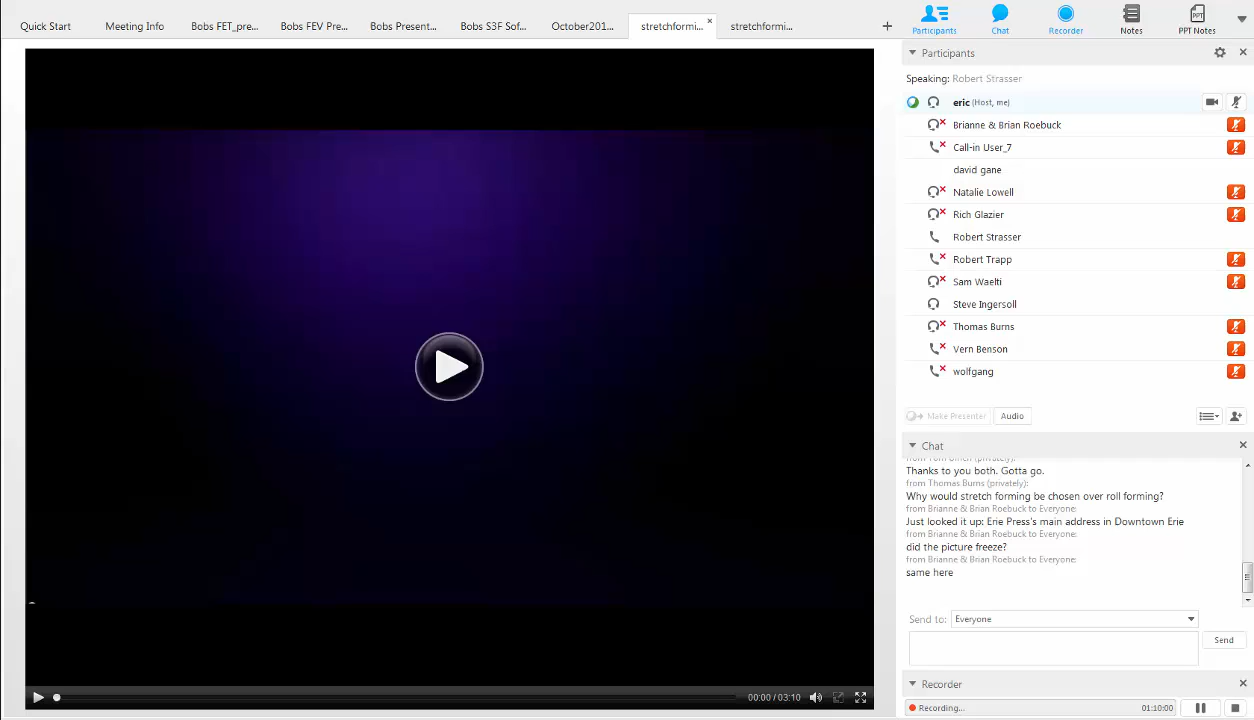 Quick Start
Meeting Info
Bobs FET_pre...
Bobs FEV Pre...
Bobs Present...
Bobs S3F Sof...
October201...
stretchformi...
stretchformi...
Participants
Chat
Recorder
Notes
PPT
PPT Notes
Participants
Speaking: Robert Strasser
eric (Host, me)
Brianne & Brian Roebuck
Call-in User_7
david gane
Natalie Lowell
Rich Glazier
Robert Strasser
Robert Trapp
Sam Waelti
Steve Ingersoll
Thomas Burns
Vern Benson
wolfgang
Make Presenter
Audio
Chat
(privately):
Thanks to you both. Gotta go.
from Thomas Burns (privately):
Why would stretch forming be chosen over roll forming?
from Brianne & Brian Roebuck to Everyone:
Just looked it up: Erie Press's main address in Downtown Erie
from Brianne & Brian Roebuck to Everyone:
did the picture freeze?
from Brianne & Brian Roebuck to Everyone:
same here
Send to: Everyone
Send
Recorder
Recording...
01:10:00
00:00 / 03:10